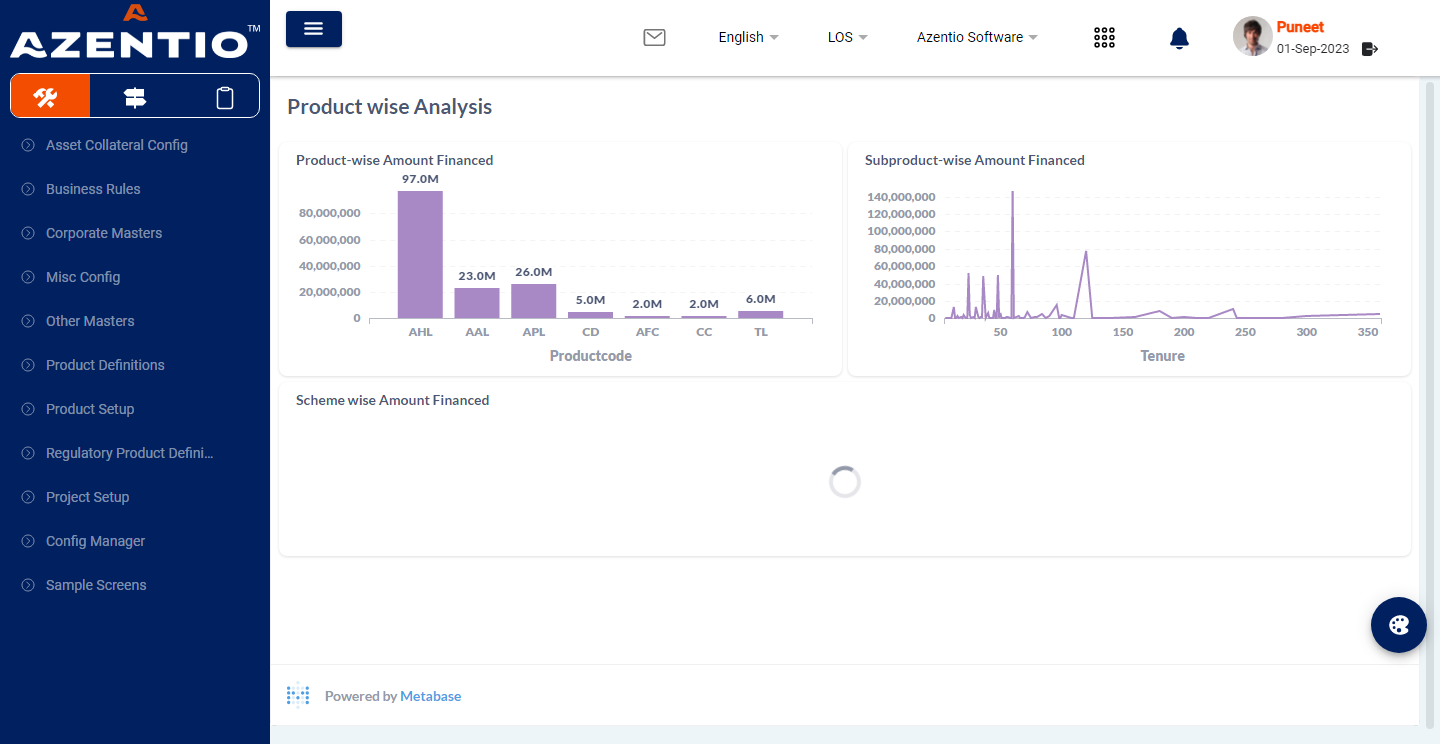 AZENTIO™
English
LOS
Azentio Software
Puneet
01-Sep-2023
Asset Collateral Config
Business Rules
Corporate Masters
Misc Config
Other Masters
Product Definitions
Product Setup
Regulatory Product Defini...
Project Setup
Config Manager
Sample Screens
Product wise Analysis
Product-wise Amount Financed
97.0M
80,000,000
60,000,000
40,000,000
20,000,000
0
23.0M
26.0M
5.0M
2.0M
2.0M
6.0M
AHL AAL APL CD AFC CC TL
Productcode
Subproduct-wise Amount Financed
140,000,000
120,000,000
100,000,000
80,000,000
60,000,000
40,000,000
20,000,000
0
50 100 150 200 250 300 350
Tenure
Scheme wise Amount Financed
Powered by Metabase